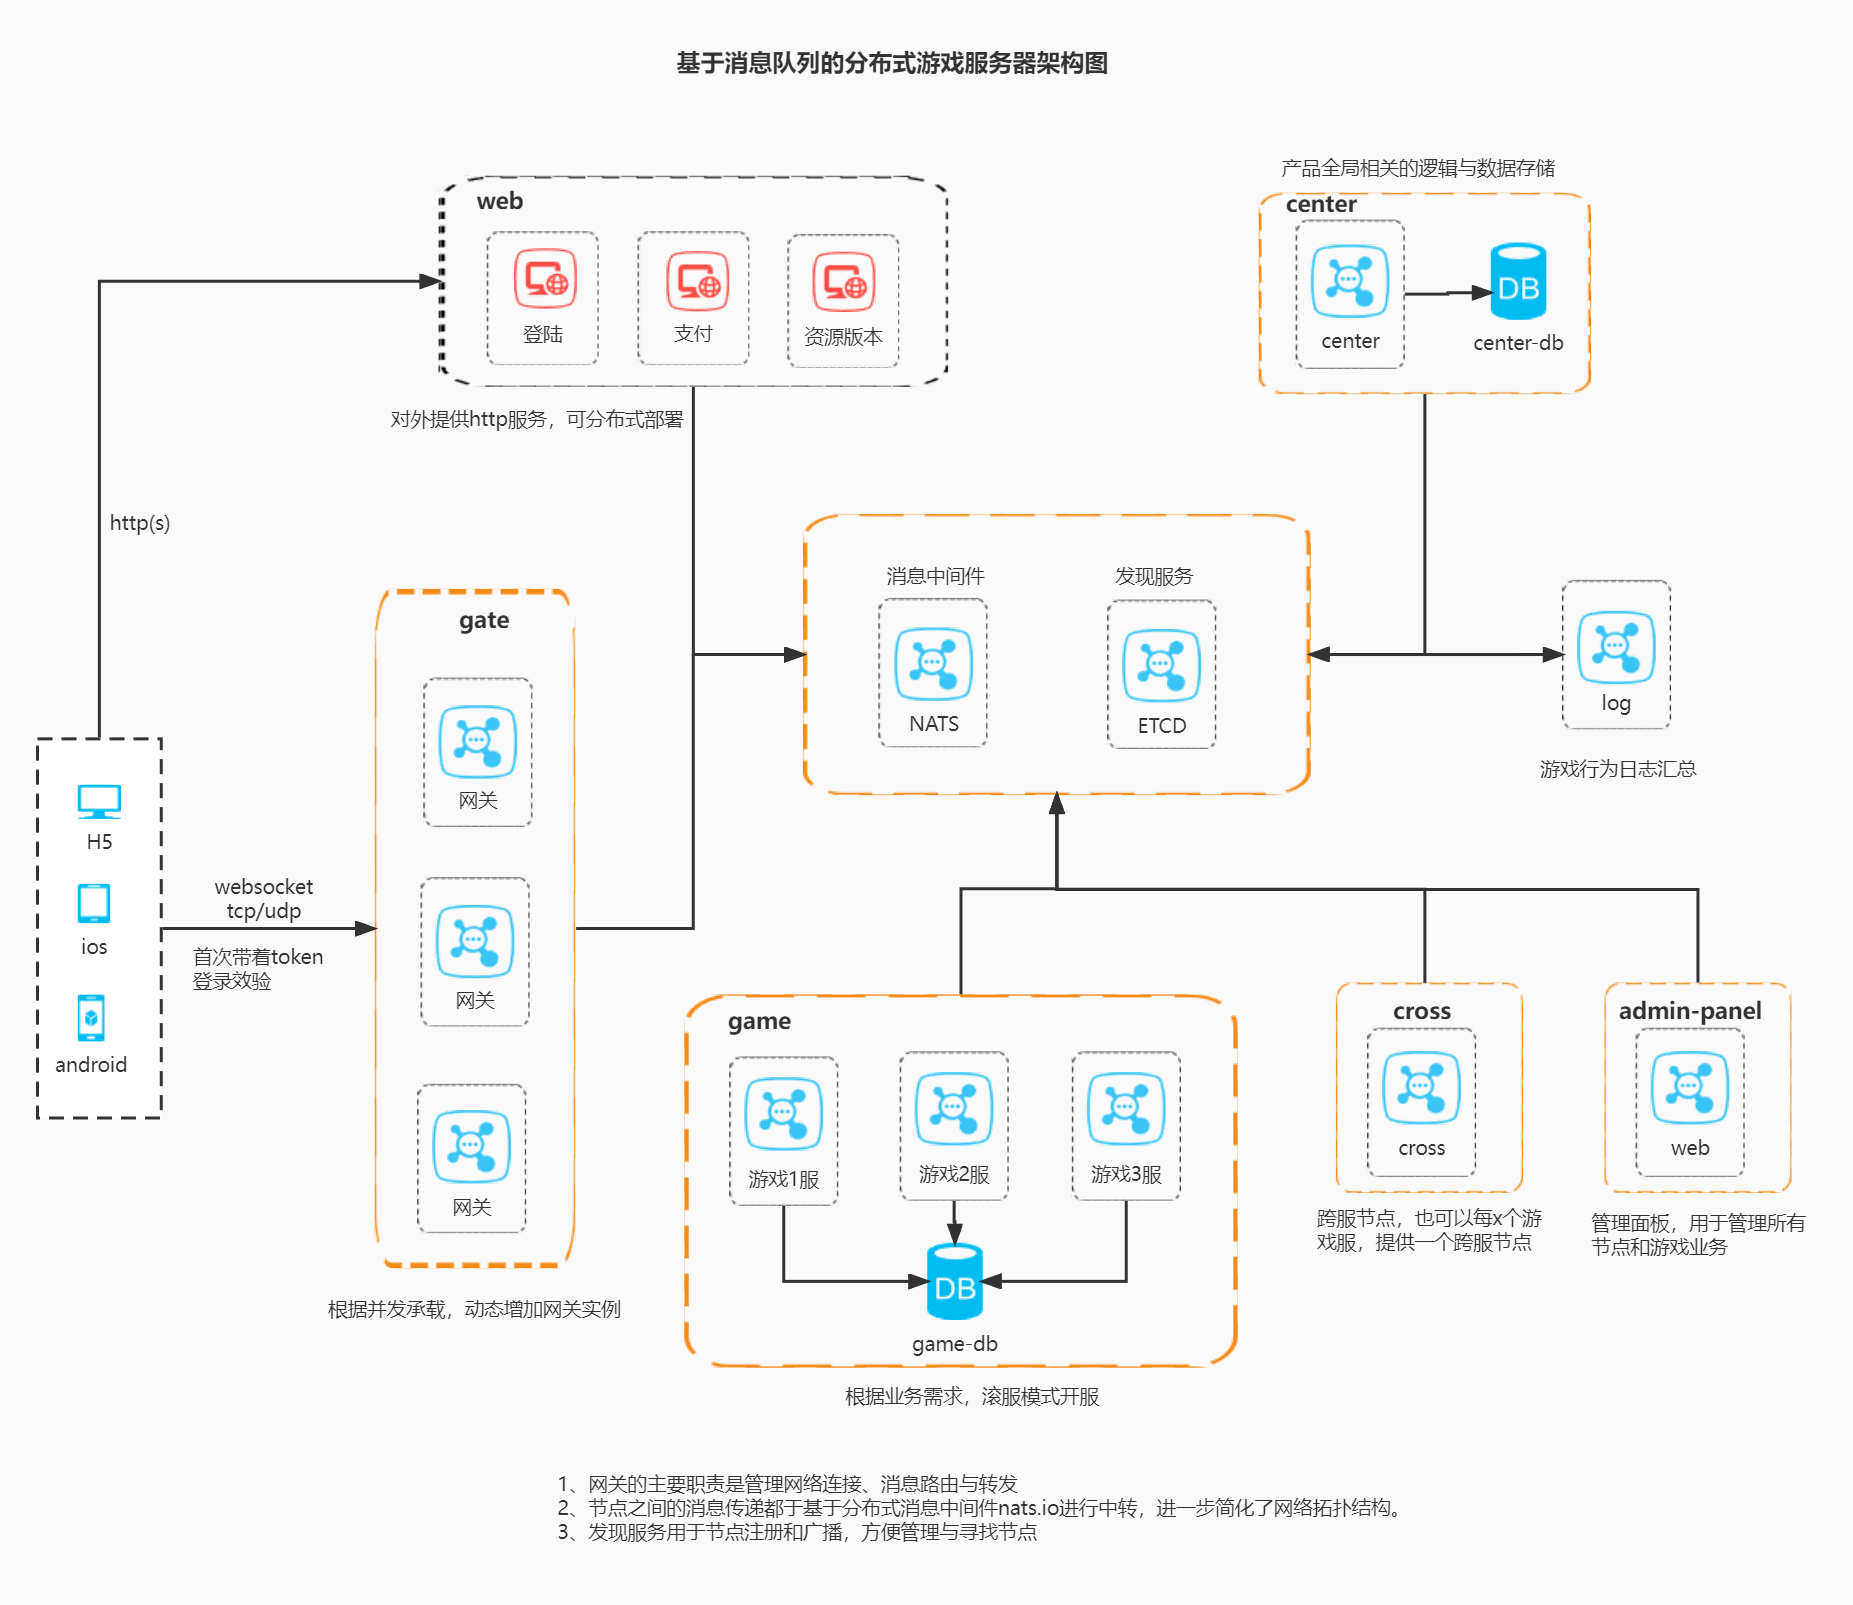 基于消息队列的分布式游戏服务器架构图
产品全局相关的逻辑与数据存储
web
登陆
支付
资源版本
对外提供http服务，可分布式部署
center
center
DB
center-db
http(s)
消息中间件
NATS
发现服务
ETCD
log
游戏行为日志汇总
gate
网关
网关
网关
根据并发承载，动态增加网关实例
H5
ios
android
websocket
tcp/udp
首次带着token
登录效验
game
游戏1服
游戏2服
游戏3服
DB
game-db
根据业务需求，滚服模式开服
cross
cross
跨服节点，也可以每x个游
戏服，提供一个跨服节点
admin-panel
web
管理面板，用于管理所有
节点和游戏业务
1、网关的主要职责是管理网络连接、消息路由与转发
2、节点之间的消息传递都于基于分布式消息中间件nats.io进行中转，进一步简化了网络拓扑结构。
3、发现服务用于节点注册和广播，方便管理与寻找节点